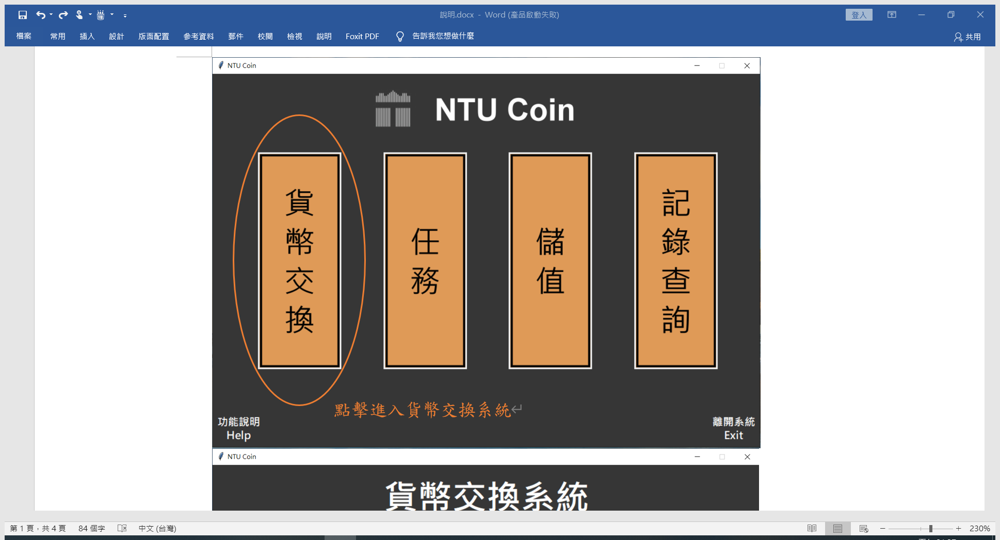 說明.docx - Word (產品啟動失敗)
登入
檔案 常用 插入 設計 版面配置 參考資料 郵件 校閱 檢視 說明 Foxit PDF 告訴我您想做什麼 共用
NTU Coin
NTU Coin
貨幣交換
任務
儲值
記錄查詢
點擊進入貨幣交換系統
功能說明
Help
離開系統
Exit
NTU Coin
貨幣交換系統
第 1 頁，共 4 頁 84 個字 中文 (台灣) 230%